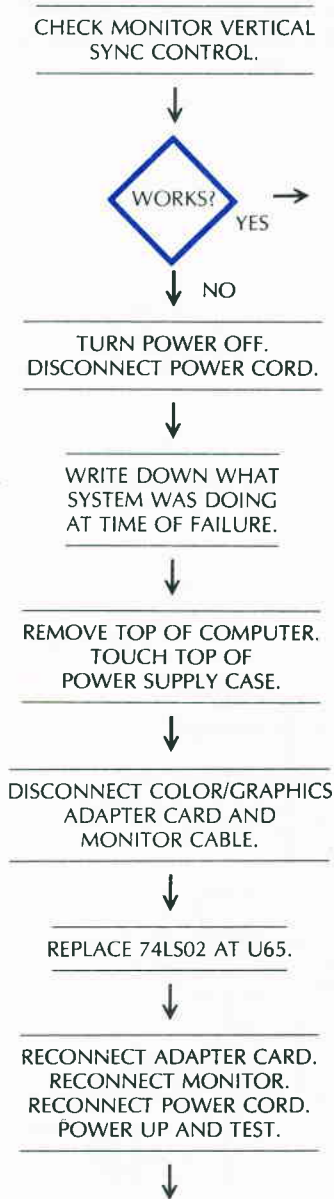 CHECK MONITOR VERTICAL
SYNC CONTROL.
WORKS?
YES
NO
TURN POWER OFF.
DISCONNECT POWER CORD.
WRITE DOWN WHAT
SYSTEM WAS DOING
AT TIME OF FAILURE.
REMOVE TOP OF COMPUTER.
TOUCH TOP OF
POWER SUPPLY CASE.
DISCONNECT COLOR/GRAPHICS
ADAPTER CARD AND
MONITOR CABLE.
REPLACE 74LS02 AT U65.
RECONNECT ADAPTER CARD.
RECONNECT MONITOR.
RECONNECT POWER CORD.
POWER UP AND TEST.